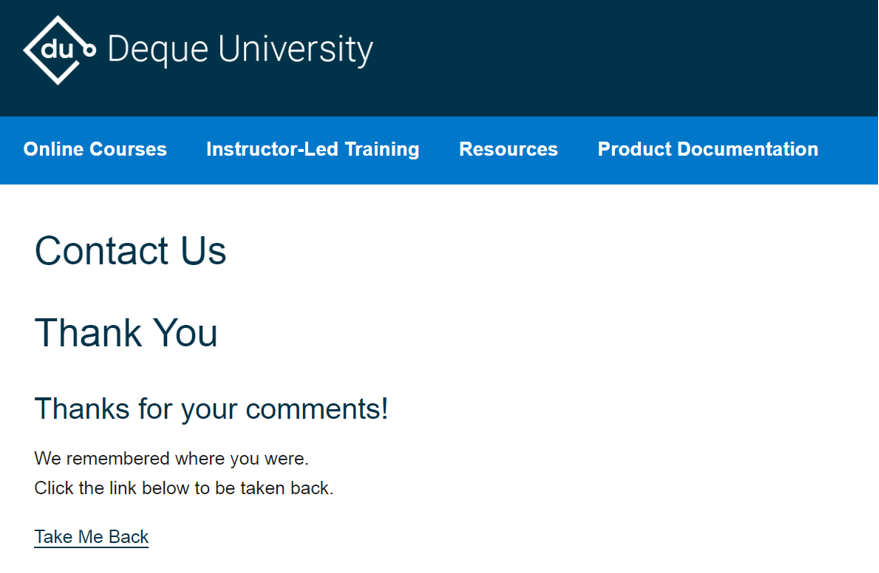 du Deque University
Online Courses Instructor-Led Training Resources Product Documentation
Contact Us
Thank You
Thanks for your comments!
We remembered where you were.
Click the link below to be taken back.
Take Me Back